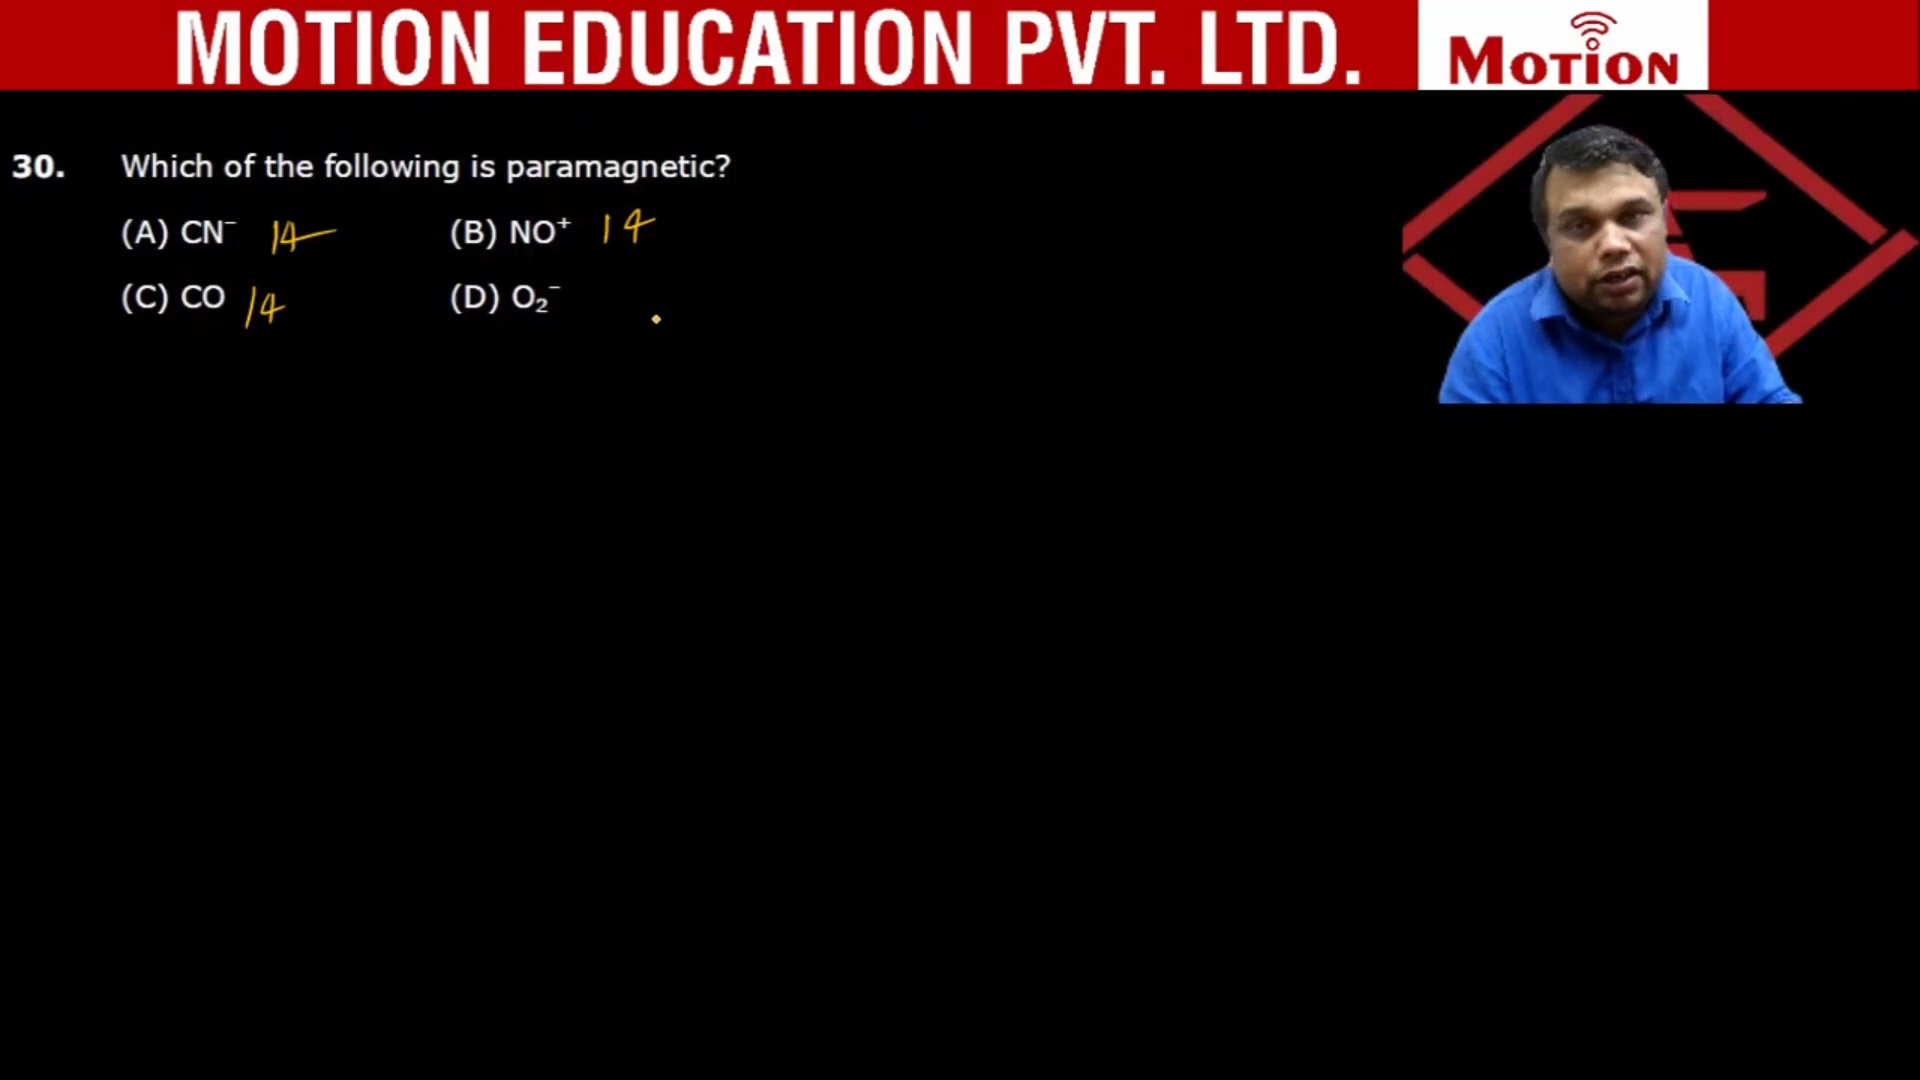 MOTION EDUCATION PVT. LTD. MOTION
30. Which of the following is paramagnetic?
(A) CN⁻ 14 (B) NO⁺ 14
(C) CO 14 (D) O₂⁻